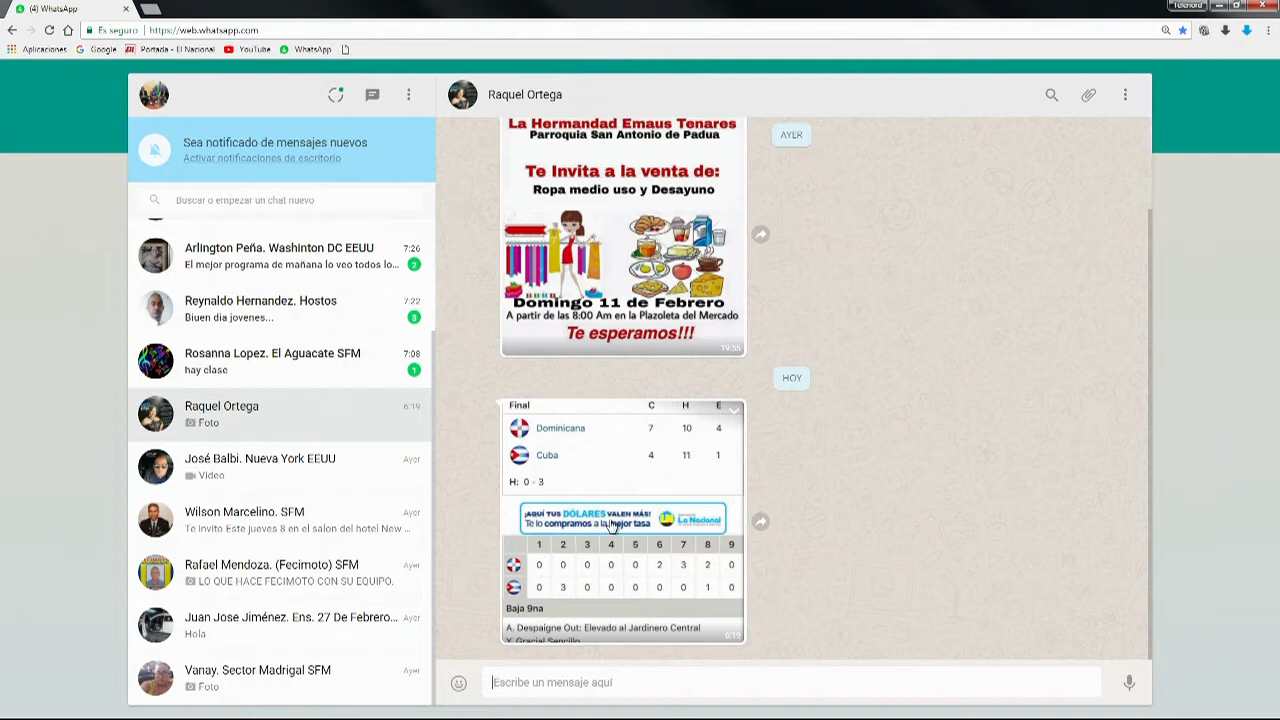 (4) WhatsApp
Telenord
Es seguro
https://web.whatsapp.com
Aplicaciones
Google
Portada - El Nacional
YouTube
WhatsApp
Raquel Ortega
Sea notificado de mensajes nuevos
Activar notificaciones de escritorio
Buscar o empezar un chat nuevo
Arlington Peña. Washinton DC EEUU
7:26
El mejor programa de mañana lo veo todos lo...
2
Reynaldo Hernandez. Hostos
7:22
Biuen dia jovenes...
3
Rosanna Lopez. El Aguacate SFM
7:08
hay clase
1
Raquel Ortega
6:19
Foto
José Balbi. Nueva York EEUU
Ayer
Video
Wilson Marcelino. SFM
Ayer
Te invito Este jueves 8 en el salon del hotel New ...
Rafael Mendoza. (Fecimoto) SFM
Ayer
LO QUE HACE FECIMOTO CON SU EQUIPO.
Juan Jose Jiménez. Ens. 27 De Febrero...
Ayer
Hola
Vanay. Sector Madrigal SFM
Ayer
Foto
La Hermandad Emaus Tenares
Parroquia San Antonio de Padua
AYER
Te Invita a la venta de:
Ropa medio uso y Desayuno
Domingo 11 de Febrero
A partir de las 8:00 Am en la Plazoleta del Mercado
Te esperamos!!!
19:55
HOY
Final C H E
Dominicana 7 10 4
Cuba 4 11 1
H: 0 - 3
¡AQUÍ TUS DÓLARES VALEN MÁS!
Te lo compramos a la mejor tasa
La Nacional
1 2 3 4 5 6 7 8 9
0 0 0 0 0 2 3 2 0
0 3 0 0 0 0 0 1 0
Baja 9na
A. Despaigne Out: Elevado al Jardinero Central
Y. Gracial Sencillo
6:19
Escribe un mensaje aquí